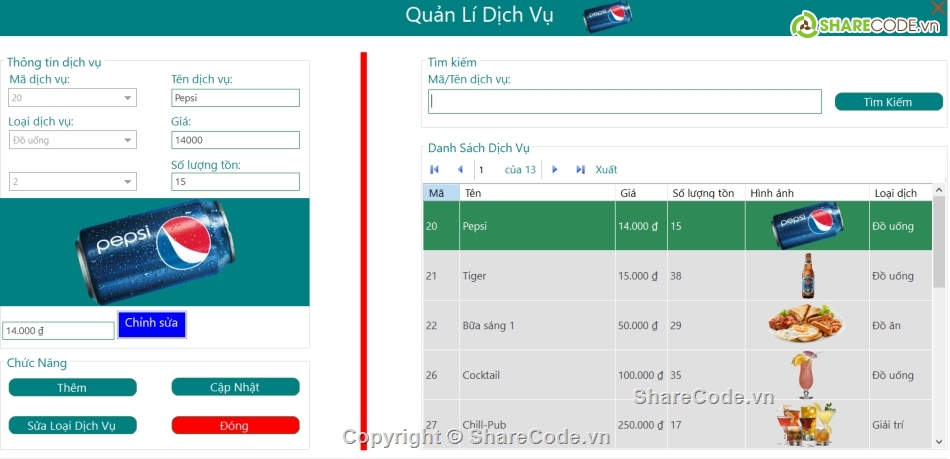 Quản Lí Dịch Vụ
pepsi
SHARECODE.vn
Thông tin dịch vụ
Mã dịch vụ:
Tên dịch vụ:
20
Pepsi
Loại dịch vụ:
Giá:
Đồ uống
14000
Số lượng tồn:
2
15
pepsi
14.000 ₫
Chỉnh sửa
Chức Năng
Thêm
Cập Nhật
Sửa Loại Dịch Vụ
Đóng
Tìm kiếm
Mã/Tên dịch vụ:
Tìm Kiếm
Danh Sách Dịch Vụ
1 của 13 Xuất
Mã Tên Giá Số lượng tồn Hình ảnh Loại dịch
20 Pepsi 14.000 ₫ 15 pepsi Đồ uống
21 Tiger 15.000 ₫ 38 Đồ uống
22 Bữa sáng 1 50.000 ₫ 29 Đồ ăn
26 Cocktail 100.000 ₫ 35 Đồ uống
ShareCode.vn
27 Chill-Pub 250.000 ₫ 17 Giải trí
Copyright © ShareCode.vn